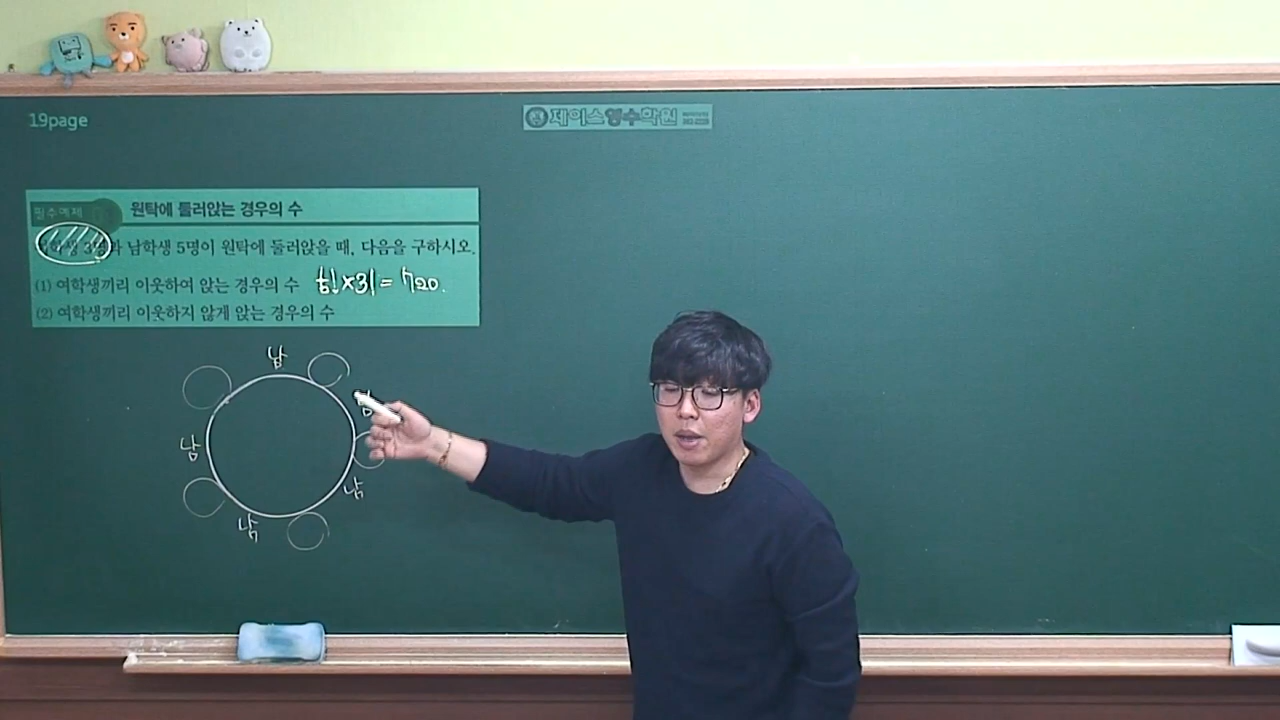 19page
제이스영수학원
필수예제
원탁에 둘러앉는 경우의 수
3명과 남학생 5명이 원탁에 둘러앉을 때, 다음을 구하시오.
(1) 여학생끼리 이웃하여 앉는 경우의 수 5!×3! = 720.
(2) 여학생끼리 이웃하지 않게 앉는 경우의 수
남
남
남
남
남